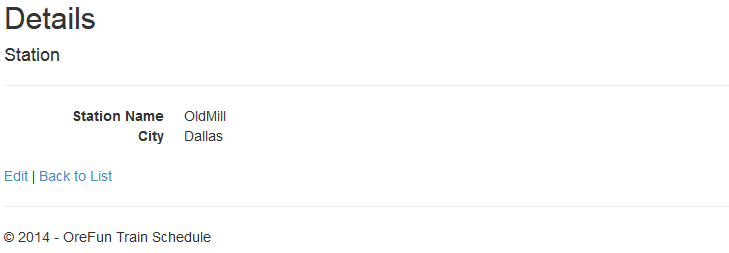 Details
Station
Station Name OldMill
City Dallas
Edit | Back to List
© 2014 - OreFun Train Schedule